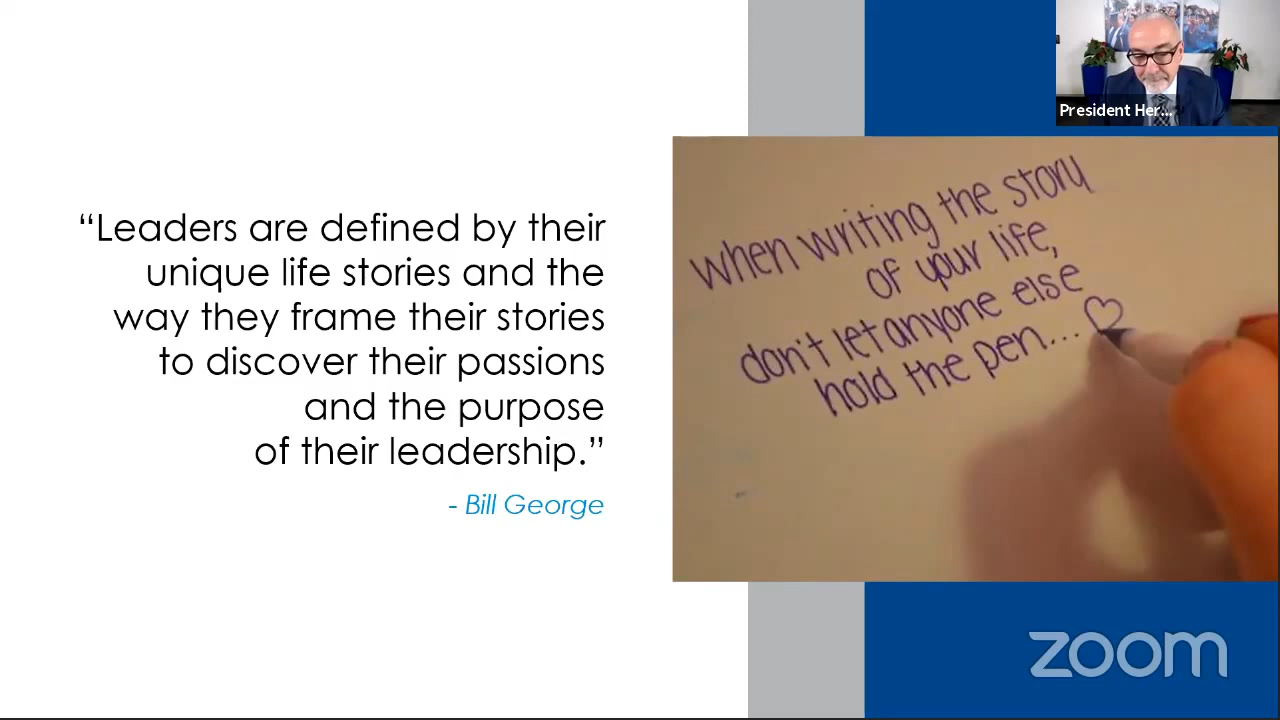 “Leaders are defined by their
unique life stories and the
way they frame their stories
to discover their passions
and the purpose
of their leadership.”
- Bill George
President Her...
when writing the story
of your life,
don't let anyone else
hold the pen...
zoom